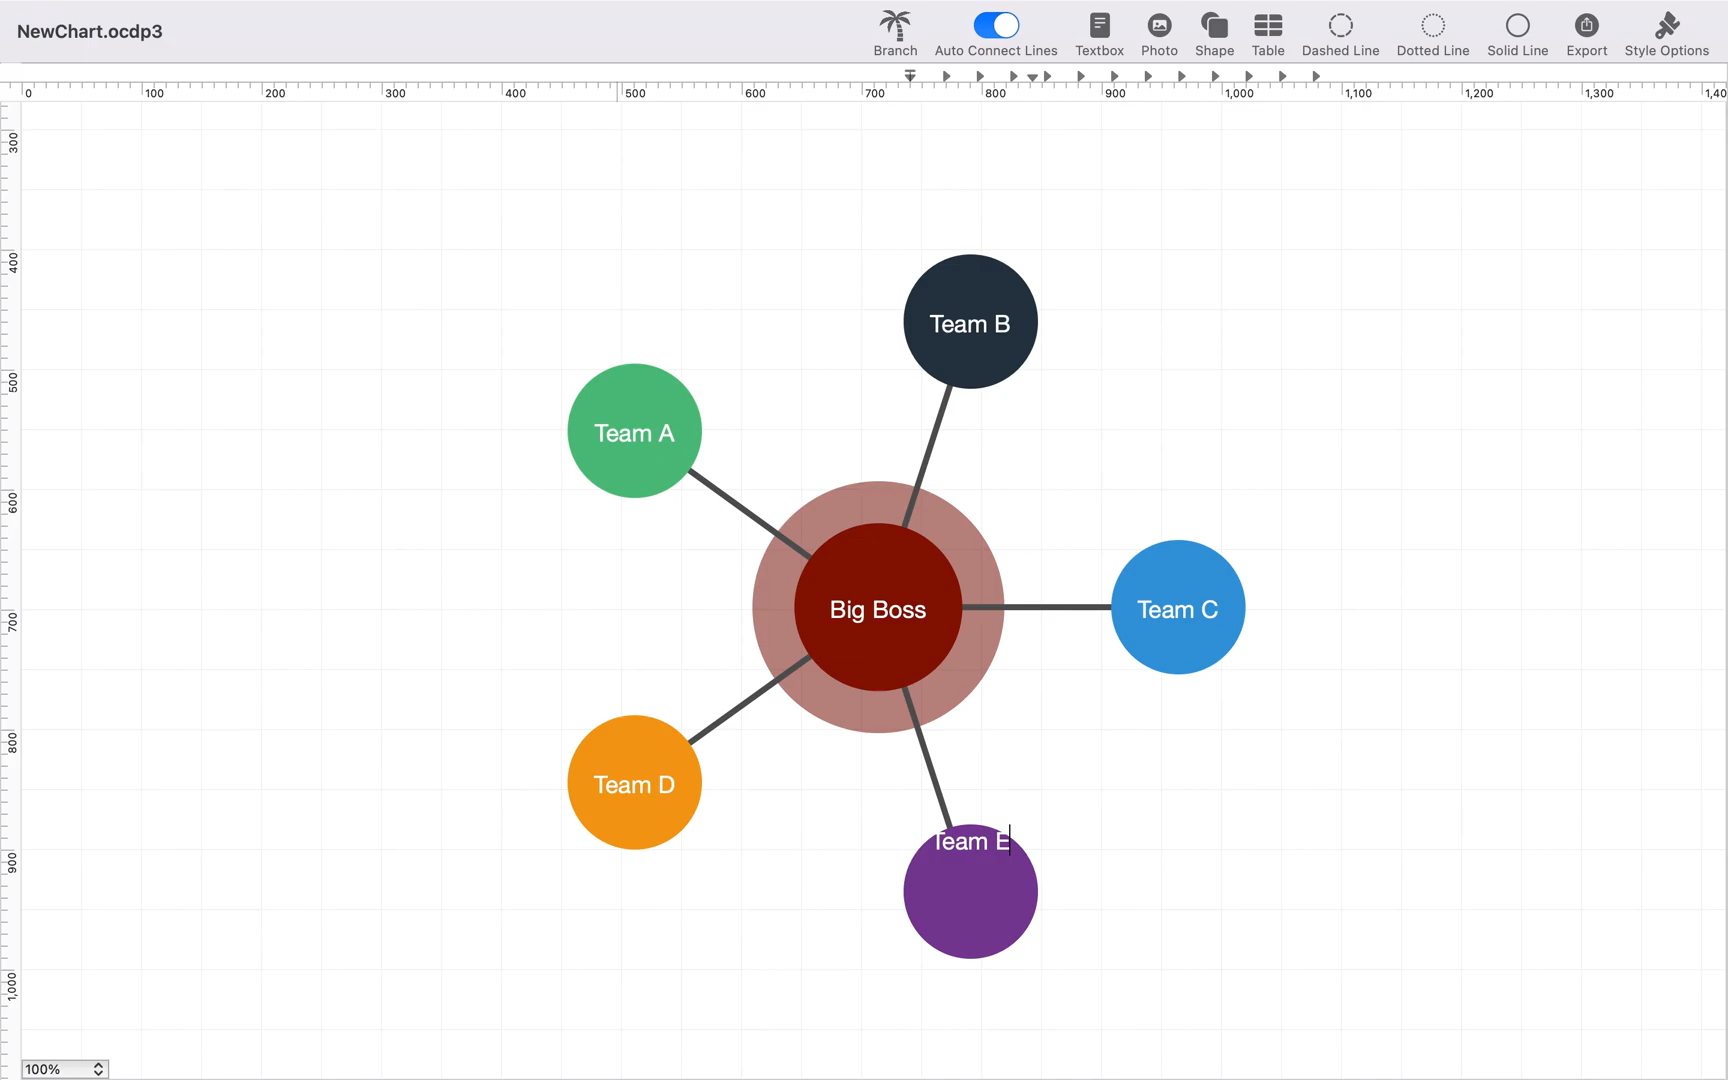 NewChart.ocdp3
Branch
Auto Connect Lines
Textbox
Photo
Shape
Table
Dashed Line
Dotted Line
Solid Line
Export
Style Options
0 100 200 300 400 500 600 700 800 900 1,000 1,100 1,200 1,300 1,40
300
400
500
600
700
800
900
1,000
Team B
Team A
Big Boss
Team C
Team D
Team E
100%